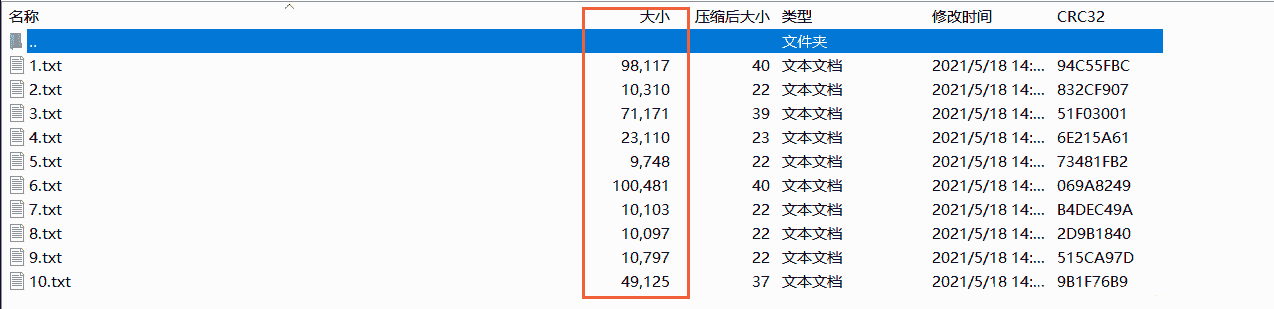 名称 大小 压缩后大小 类型 修改时间 CRC32
.. 文件夹
1.txt 98,117 40 文本文档 2021/5/18 14:... 94C55FBC
2.txt 10,310 22 文本文档 2021/5/18 14:... 832CF907
3.txt 71,171 39 文本文档 2021/5/18 14:... 51F03001
4.txt 23,110 23 文本文档 2021/5/18 14:... 6E215A61
5.txt 9,748 22 文本文档 2021/5/18 14:... 73481FB2
6.txt 100,481 40 文本文档 2021/5/18 14:... 069A8249
7.txt 10,103 22 文本文档 2021/5/18 14:... B4DEC49A
8.txt 10,097 22 文本文档 2021/5/18 14:... 2D9B1840
9.txt 10,797 22 文本文档 2021/5/18 14:... 515CA97D
10.txt 49,125 37 文本文档 2021/5/18 14:... 9B1F76B9